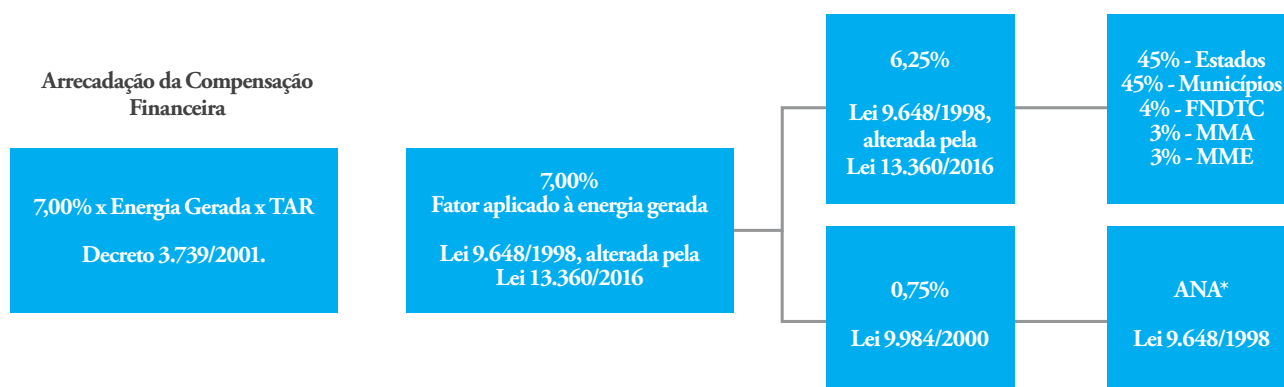 Arrecadação da Compensação
Financeira
7,00% x Energia Gerada x TAR
Decreto 3.739/2001.
7,00%
Fator aplicado à energia gerada
Lei 9.648/1998, alterada pela
Lei 13.360/2016
6,25%
Lei 9.648/1998,
alterada pela
Lei 13.360/2016
45% - Estados
45% - Municípios
4% - FNDTC
3% - MMA
3% - MME
0,75%
Lei 9.984/2000
ANA*
Lei 9.648/1998